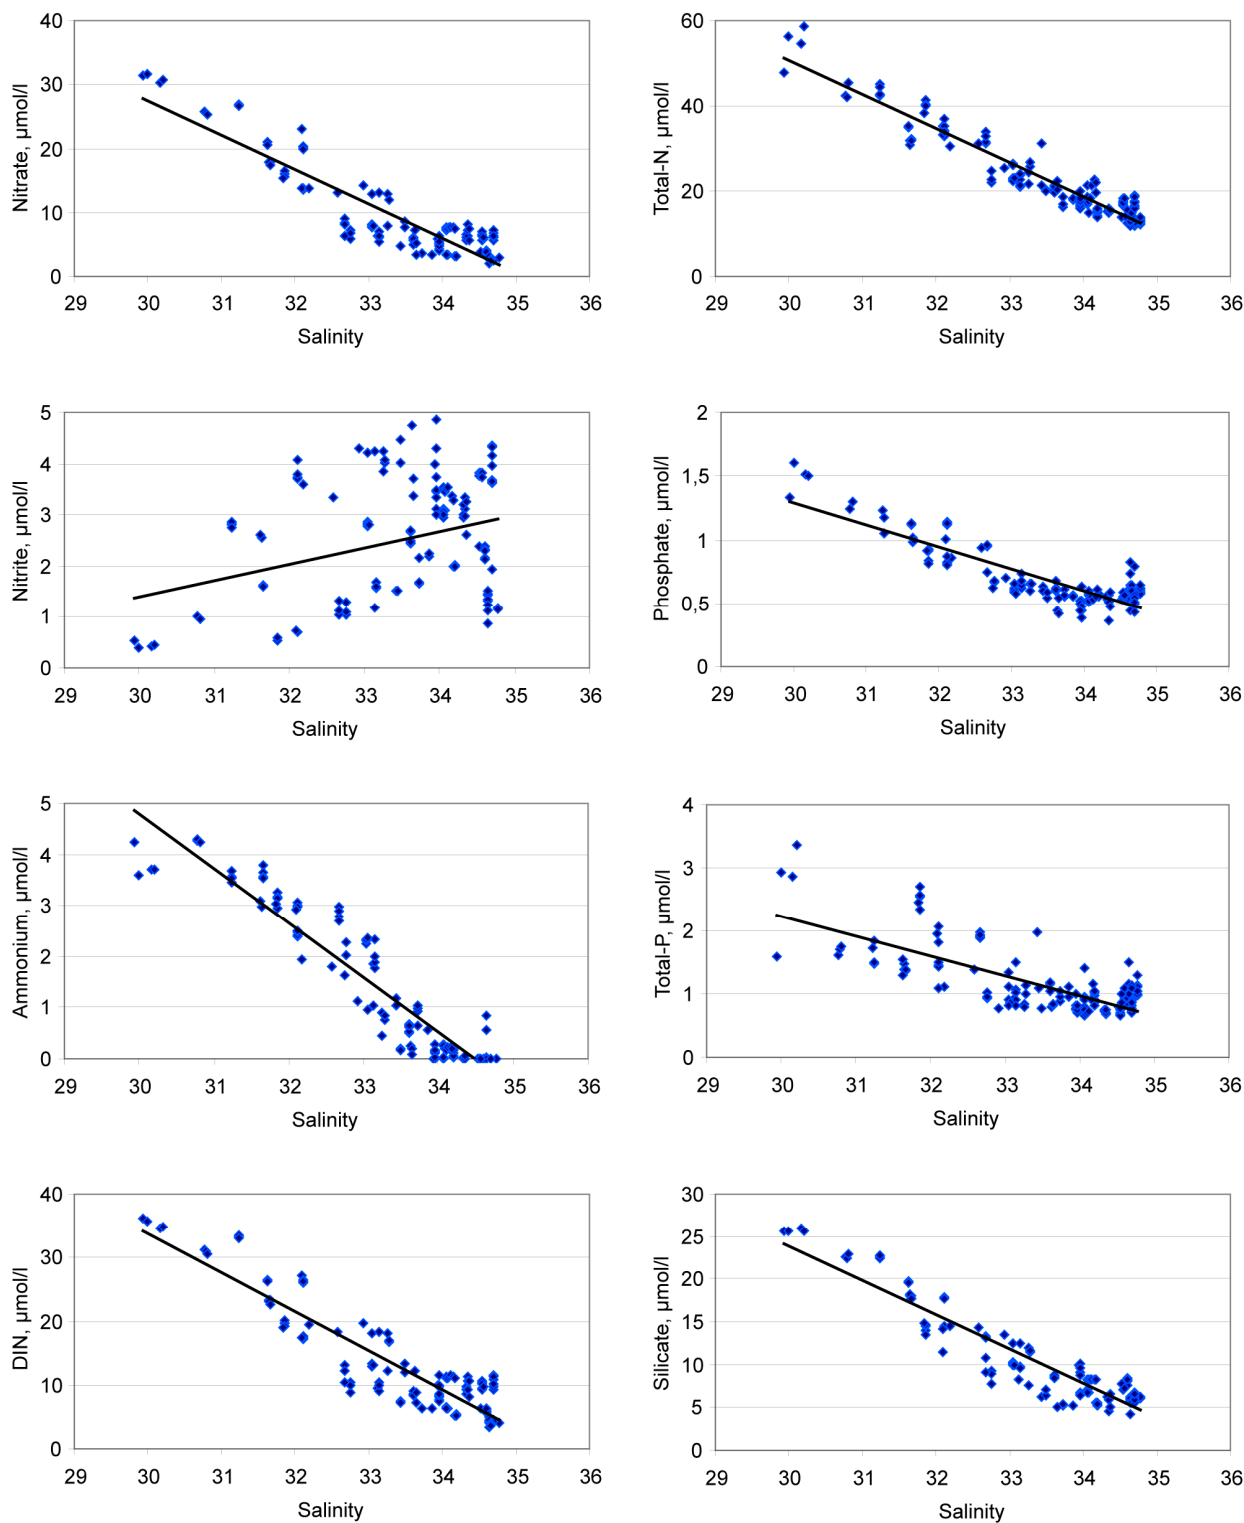 Nitrate, µmol/l
40
30
20
10
0
29 30 31 32 33 34 35 36
Salinity
Total-N, µmol/l
60
40
20
0
29 30 31 32 33 34 35 36
Salinity
Nitrite, µmol/l
5
4
3
2
1
0
29 30 31 32 33 34 35 36
Salinity
Phosphate, µmol/l
2
1.5
1
0.5
0
29 30 31 32 33 34 35 36
Salinity
Ammonium, µmol/l
5
4
3
2
1
0
29 30 31 32 33 34 35 36
Salinity
Total-P, µmol/l
4
3
2
1
0
29 30 31 32 33 34 35 36
Salinity
DIN, µmol/l
40
30
20
10
0
29 30 31 32 33 34 35 36
Salinity
Silicate, µmol/l
30
25
20
15
10
5
0
29 30 31 32 33 34 35 36
Salinity